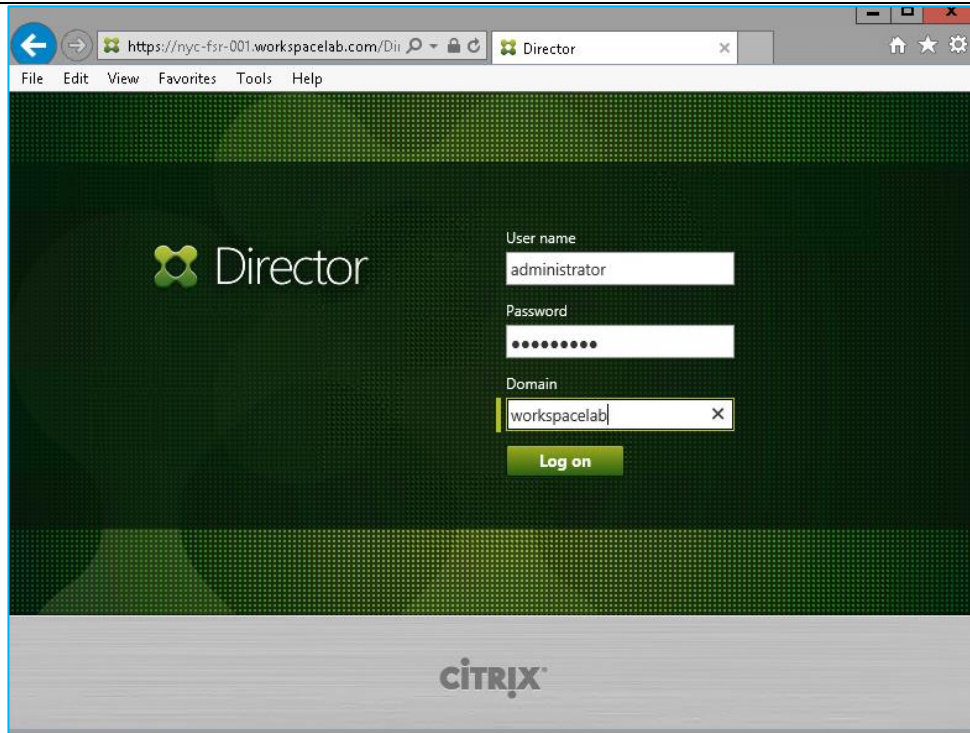 https://nyc-fsr-001.workspacelab.com/Dir
Director
File Edit View Favorites Tools Help
User name
administrator
Director
Password
Domain
workspacelab
Log on
CITRIX